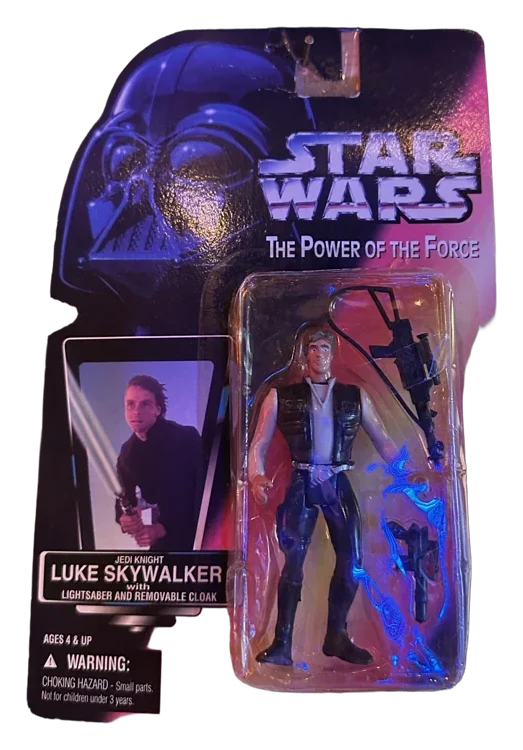 STAR
WARS
THE POWER OF THE FORCE
JEDI KNIGHT
LUKE SKYWALKER
with
LIGHTSABER AND REMOVABLE CLOAK
AGES 4 & UP
WARNING:
CHOKING HAZARD - Small parts.
Not for children under 3 years.